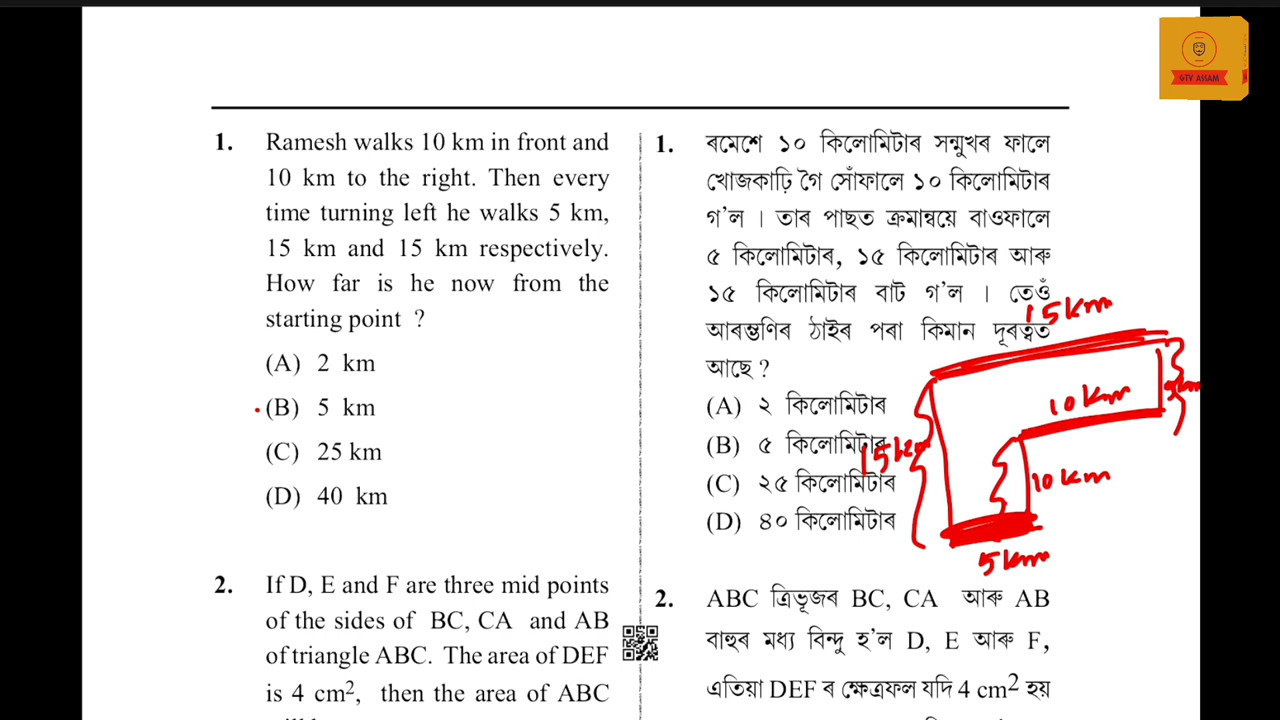 GTV ASSAM
1. Ramesh walks 10 km in front and
10 km to the right. Then every
time turning left he walks 5 km,
15 km and 15 km respectively.
How far is he now from the
starting point ?
(A) 2 km
(B) 5 km
(C) 25 km
(D) 40 km
2. If D, E and F are three mid points
of the sides of BC, CA and AB
of triangle ABC. The area of DEF
is 4 cm², then the area of ABC
1. ৰমেশে ১০ কিলোমিটাৰ সন্মুখৰ ফালে
খোজকাঢ়ি গৈ সোঁফালে ১০ কিলোমিটাৰ
গ'ল । তাৰ পাছত ক্ৰমান্বয়ে বাওফালে
৫ কিলোমিটাৰ, ১৫ কিলোমিটাৰ আৰু
১৫ কিলোমিটাৰ বাট গ'ল । তেওঁ
আৰম্ভণিৰ ঠাইৰ পৰা কিমান দূৰত্বত
আছে ?
(A) ২ কিলোমিটাৰ
(B) ৫ কিলোমিটাৰ
(C) ২৫ কিলোমিটাৰ
(D) ৪০ কিলোমিটাৰ
15km
10km
15km
10km
5km
2. ABC ত্ৰিভূজৰ BC, CA আৰু AB
বাহুৰ মধ্য বিন্দু হ'ল D, E আৰু F,
এতিয়া DEF ৰ ক্ষেত্ৰফল যদি 4 cm² হয়